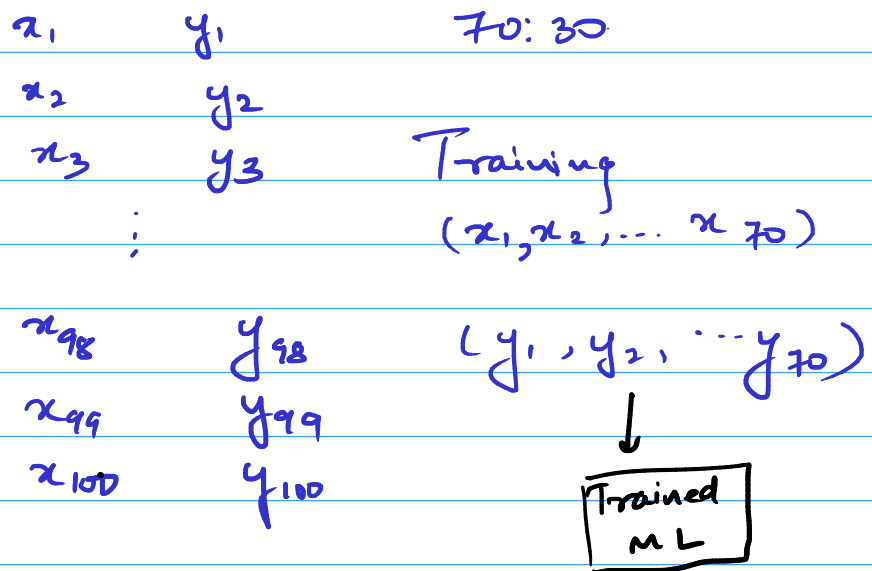 x₁ y₁ 70:30
x₂ y₂
x₃ y₃ Training
⋮ (x₁, x₂, .... x₇₀)
x₉₈ y₉₈ (y₁, y₂, ... y₇₀)
x₉₉ y₉₉
x₁₀₀ y₁₀₀ Trained
ML